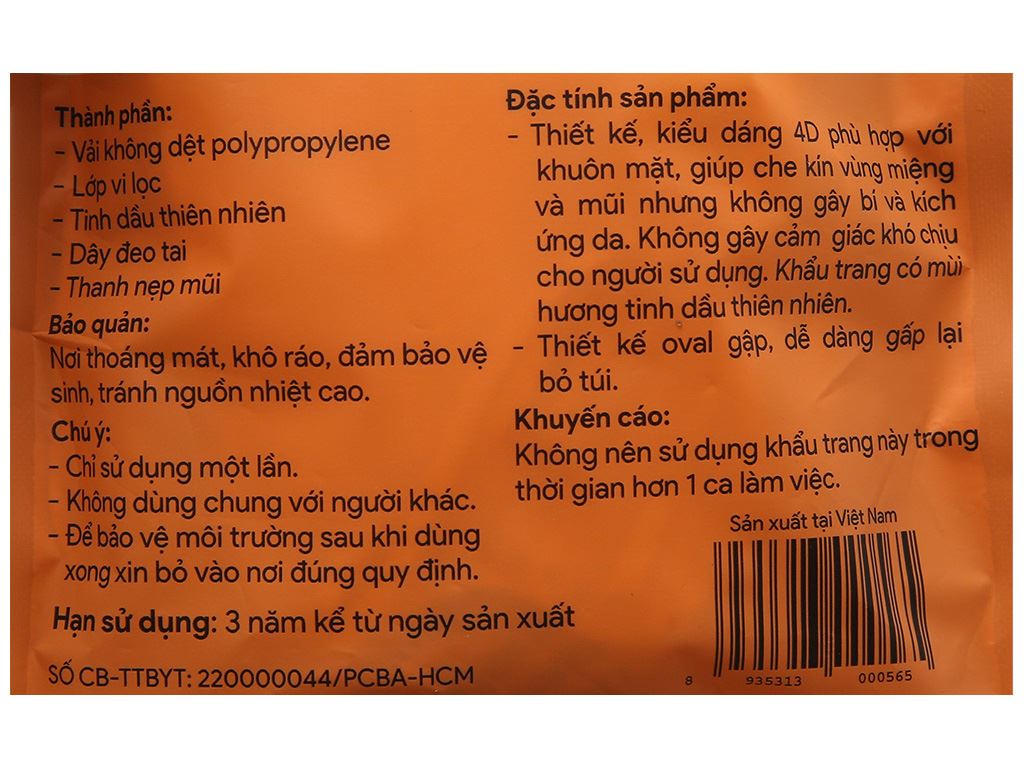 Thành phần:
- Vải không dệt polypropylene
- Lớp vi lọc
- Tinh dầu thiên nhiên
- Dây đeo tai
- Thanh nẹp mũi
Bảo quản:
Nơi thoáng mát, khô ráo, đảm bảo vệ
sinh, tránh nguồn nhiệt cao.
Chú ý:
- Chỉ sử dụng một lần.
- Không dùng chung với người khác.
- Để bảo vệ môi trường sau khi dùng
xong xin bỏ vào nơi đúng quy định.
Hạn sử dụng: 3 năm kể từ ngày sản xuất
SỐ CB-TTBYT: 220000044/PCBA-HCM
Đặc tính sản phẩm:
- Thiết kế, kiểu dáng 4D phù hợp với
khuôn mặt, giúp che kín vùng miệng
và mũi nhưng không gây bí và kích
ứng da. Không gây cảm giác khó chịu
cho người sử dụng. Khẩu trang có mùi
hương tinh dầu thiên nhiên.
- Thiết kế oval gập, dễ dàng gấp lại
bỏ túi.
Khuyến cáo:
Không nên sử dụng khẩu trang này trong
thời gian hơn 1 ca làm việc.
Sản xuất tại Việt Nam
8 935313 000565